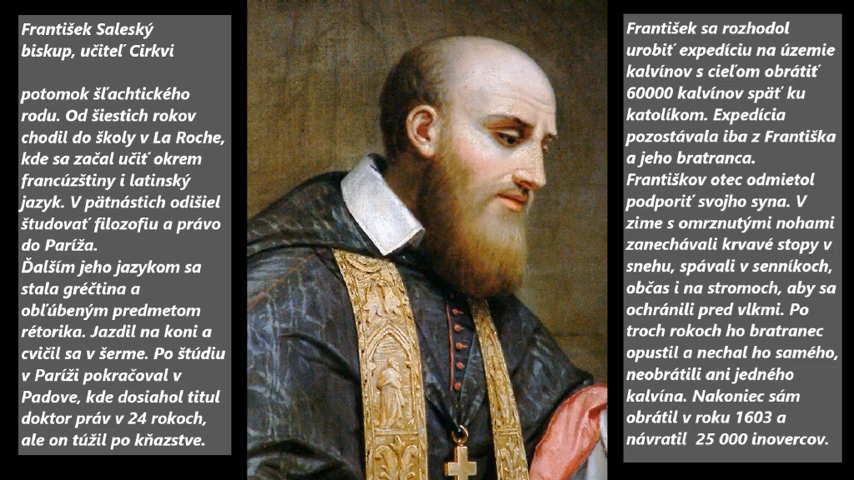 František Saleský
biskup, učiteľ Cirkvi
potomok šľachtického
rodu. Od šiestich rokov
chodil do školy v La Roche,
kde sa začal učiť okrem
francúzštiny i latinský
jazyk. V pätnástich odišiel
študovať filozofiu a právo
do Paríža.
Ďalším jeho jazykom sa
stala gréčtina a
obľúbeným predmetom
rétorika. Jazdil na koni a
cvičil sa v šerme. Po štúdiu
v Paríži pokračoval v
Padove, kde dosiahol titul
doktor práv v 24 rokoch,
ale on túžil po kňazstve.
František sa rozhodol
urobiť expedíciu na územie
kalvínov s cieľom obrátiť
60000 kalvínov späť ku
katolíkom. Expedícia
pozostávala iba z Františka
a jeho bratranca.
Františkov otec odmietol
podporiť svojho syna. V
zime s omrznutými nohami
zanechávali krvavé stopy v
snehu, spávali v senníkoch,
občas i na stromoch, aby sa
ochránili pred vlkmi. Po
troch rokoch ho bratranec
opustil a nechal ho samého,
neobrátili ani jedného
kalvína. Nakoniec sám
obrátil v roku 1603 a
návratil 25 000 inovercov.